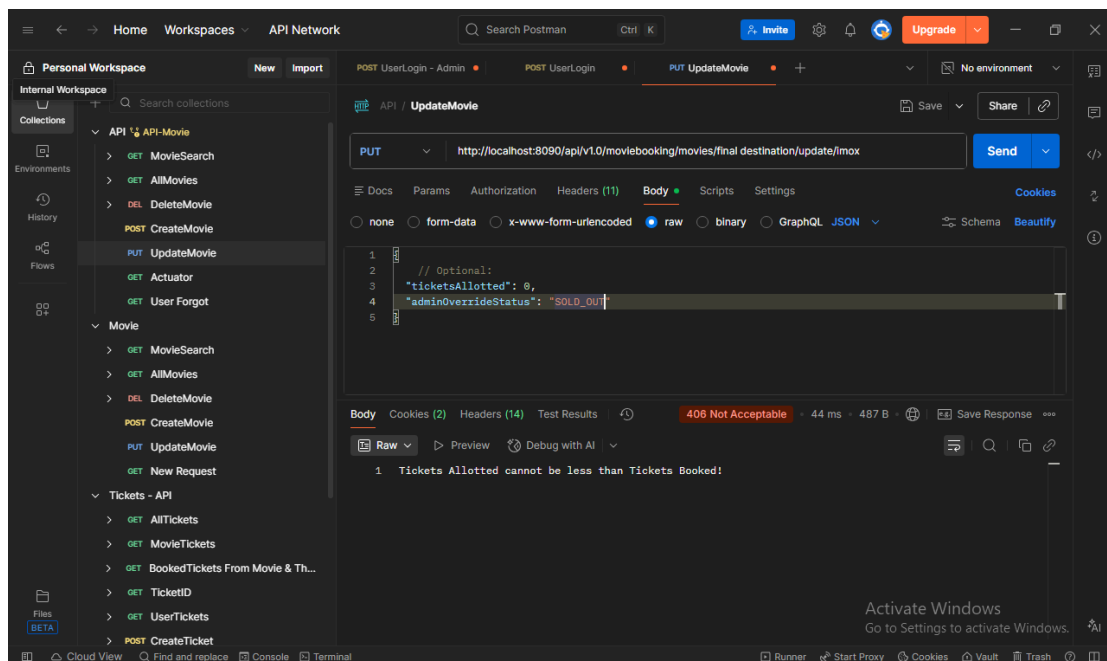 Home Workspaces API Network Search Postman Ctrl K Invite Upgrade
Personal Workspace New Import
Internal Workspace
POST UserLogin - Admin POST UserLogin PUT UpdateMovie No environment
Search collections
Collections
Environments
History
Flows
Files
BETA
API API-Movie
GET MovieSearch
GET AllMovies
DEL DeleteMovie
POST CreateMovie
PUT UpdateMovie
GET Actuator
GET User Forgot
Movie
GET MovieSearch
GET AllMovies
DEL DeleteMovie
POST CreateMovie
PUT UpdateMovie
GET New Request
Tickets - API
GET AllTickets
GET MovieTickets
GET BookedTickets From Movie & Th...
GET TicketID
GET UserTickets
POST CreateTicket
HTTP API / UpdateMovie Save Share
PUT http://localhost:8090/api/v1.0/moviebooking/movies/final destination/update/imox Send
Docs Params Authorization Headers (11) Body Scripts Settings Cookies
none form-data x-www-form-urlencoded raw binary GraphQL JSON Schema Beautify
1 {
2 // Optional:
3 "ticketsAllotted": 0,
4 "adminOverrideStatus": "SOLD_OUT"
5 }
Body Cookies (2) Headers (14) Test Results 406 Not Acceptable 44 ms 487 B e.g. Save Response
Raw Preview Debug with AI
1 Tickets Allotted cannot be less than Tickets Booked!
Activate Windows
Go to Settings to activate Windows.
AI
Cloud View Find and replace Console Terminal Runner Start Proxy Cookies Vault Trash